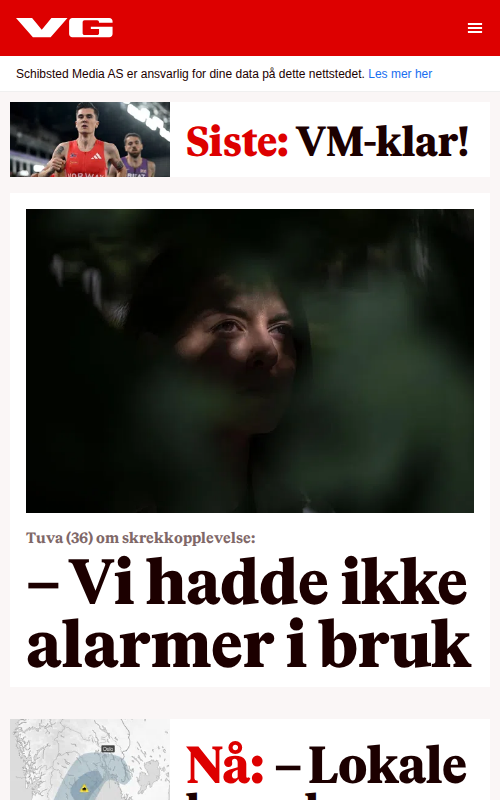 VG
Schibsted Media AS er ansvarlig for dine data på dette nettstedet. Les mer her
Siste: VM-klar!
NORWAY
Tuva (36) om skrekkopplevelse:
– Vi hadde ikke
alarmer i bruk
Oslo
Nå: – Lokale